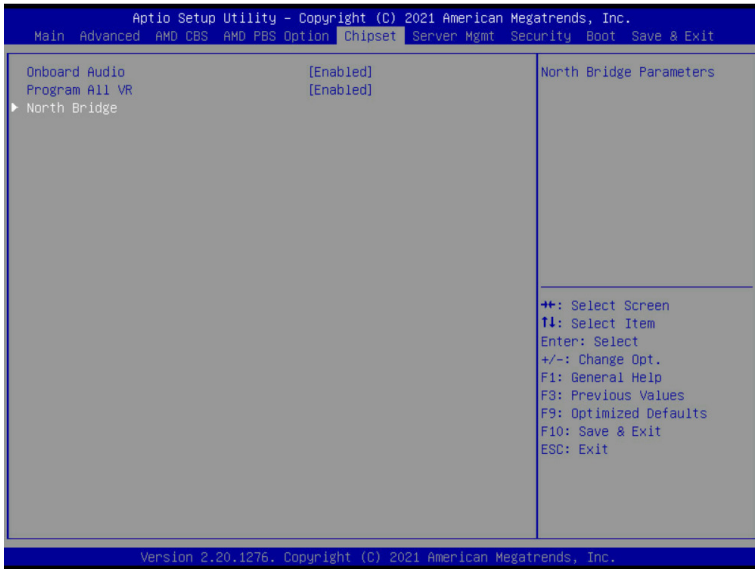 Aptio Setup Utility – Copyright (C) 2021 American Megatrends, Inc.
Main Advanced AMD CBS AMD PBS Option Chipset Server Mgmt Security Boot Save & Exit
Onboard Audio [Enabled]
Program All VR [Enabled]
▶ North Bridge
North Bridge Parameters
→←: Select Screen
↑↓: Select Item
Enter: Select
+/-: Change Opt.
F1: General Help
F3: Previous Values
F9: Optimized Defaults
F10: Save & Exit
ESC: Exit
Version 2.20.1276. Copyright (C) 2021 American Megatrends, Inc.